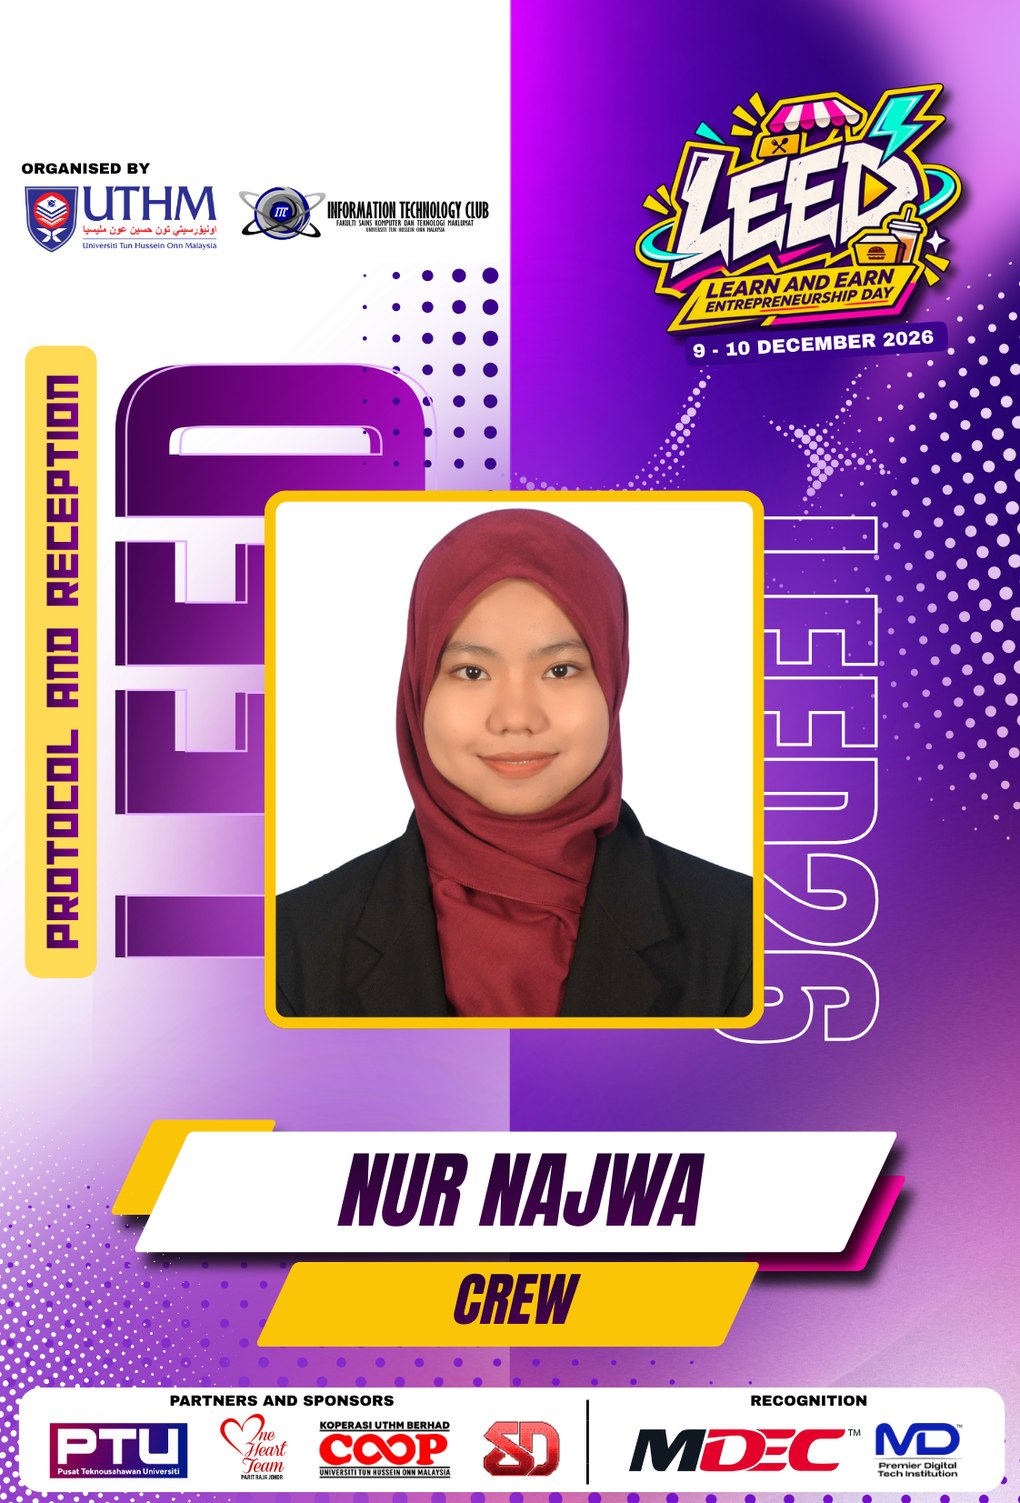 ORGANISED BY
UTHM
اونيۏرسيتي تون حسين عون مليسيا
Universiti Tun Hussein Onn Malaysia
ITC
INFORMATION TECHNOLOGY CLUB
FAKULTI SAINS KOMPUTER DAN TEKNOLOGI MAKLUMAT
UNIVERSITI TUN HUSSEIN ONN MALAYSIA
LEED
LEARN AND EARN
ENTREPRENEURSHIP DAY
9 - 10 DECEMBER 2026
PROTOCOL AND RECEPTION
LEED
LEED26
NUR NAJWA
CREW
PARTNERS AND SPONSORS
PTU
Pusat Teknousahawan Universiti
One
Heart
Team
PARIT RAJA JOHOR
KOPERASI UTHM BERHAD
COOP
UNIVERSITI TUN HUSSEIN ONN MALAYSIA
SD
RECOGNITION
MDEC™
MD™
Premier Digital
Tech Institution